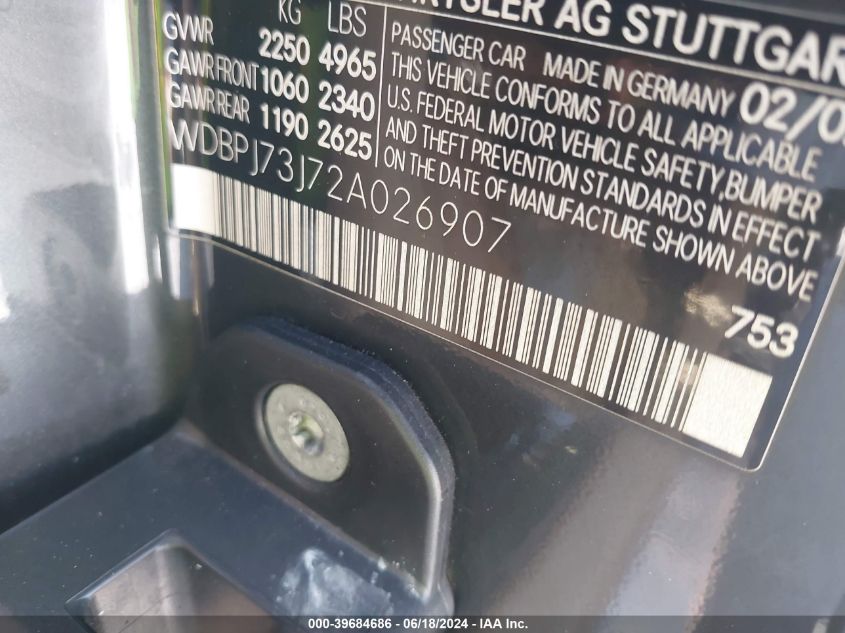 AG STUTTGAR
KG LBS
GVWR 2250 4965
GAWR FRONT 1060 2340
GAWR REAR 1190 2625
PASSENGER CAR MADE IN GERMANY 02/0
THIS VEHICLE CONFORMS TO ALL APPLICABLE
U.S. FEDERAL MOTOR VEHICLE SAFETY, BUMPER
AND THEFT PREVENTION STANDARDS IN EFFECT
ON THE DATE OF MANUFACTURE SHOWN ABOVE
WDBPJ73J72A026907
753
000-39684686 - 06/18/2024 - IAA Inc.